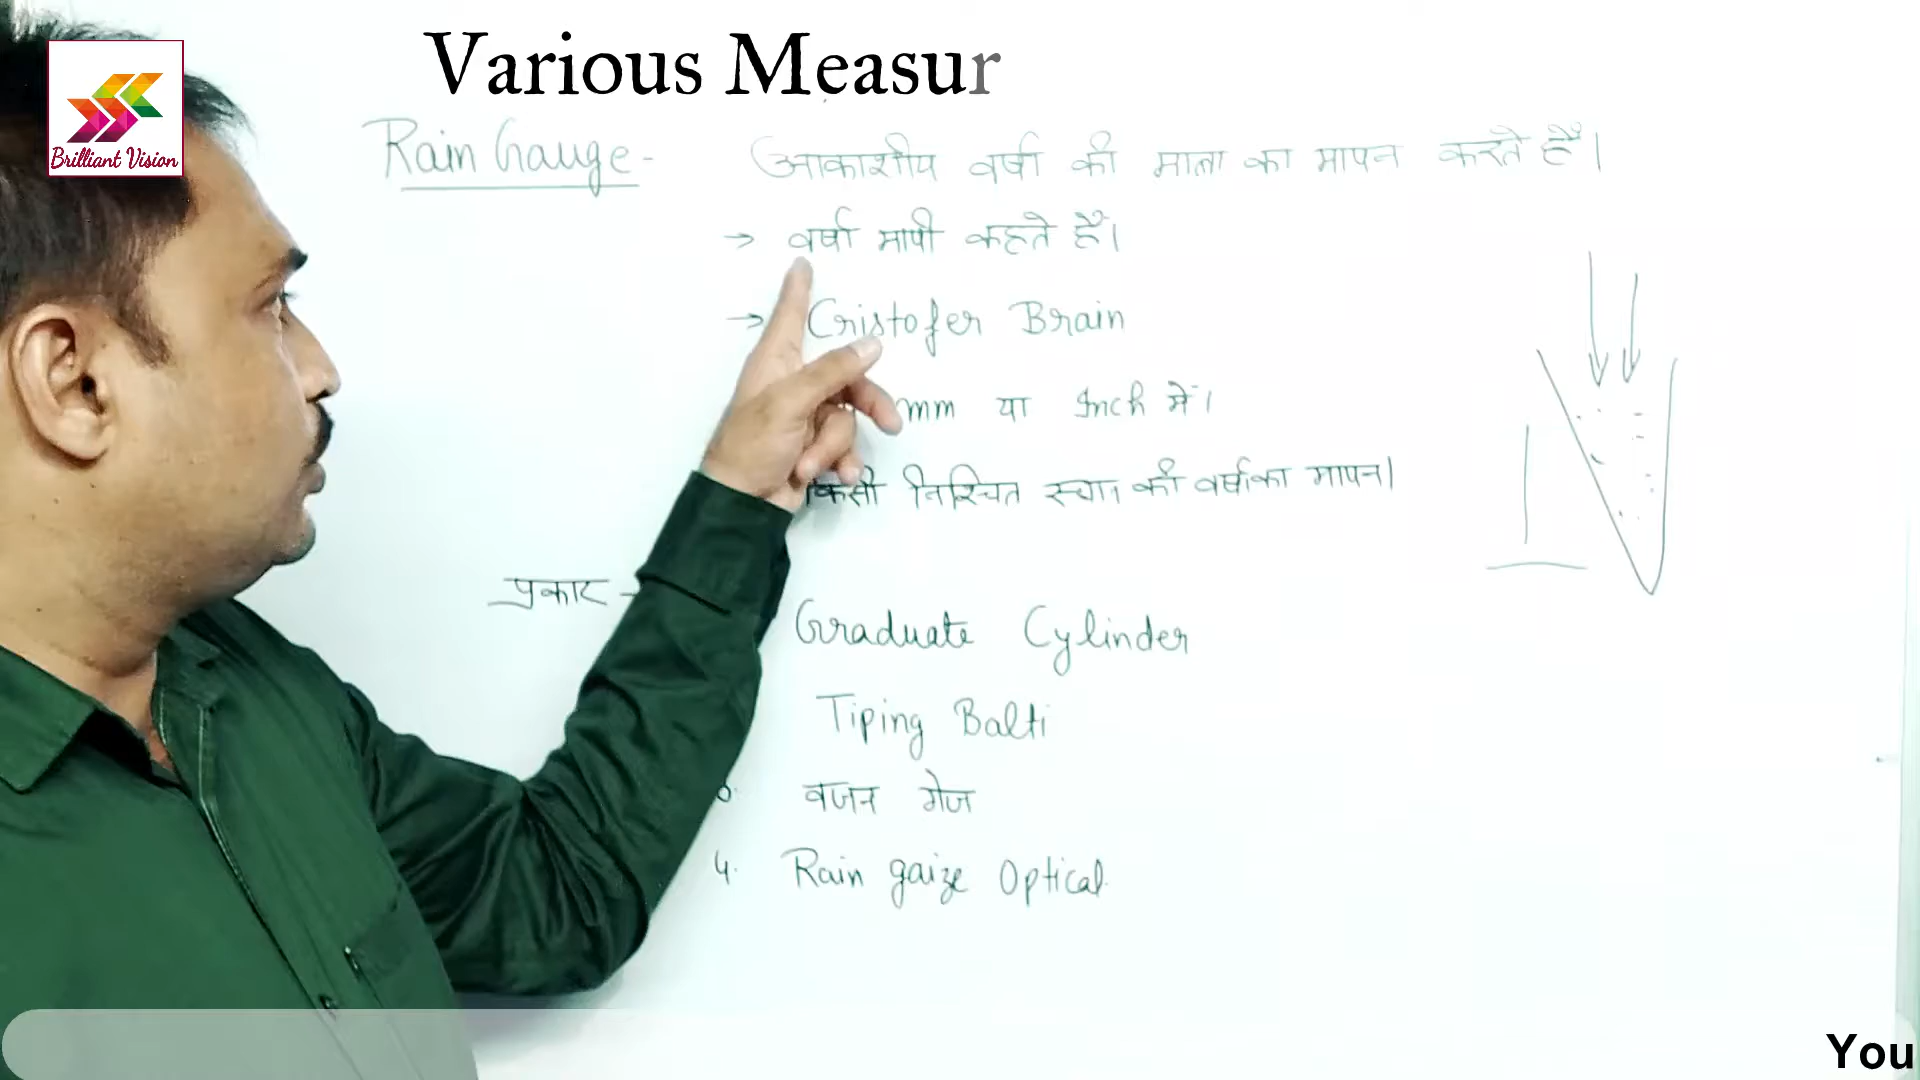 Various Measur
Brilliant Vision
Rain Gauge - आकाशीय वर्षा की मात्रा का मापन करते हैं।
→ वर्षा मापी कहते हैं।
→ Cristofer Brain
mm या Inch में।
किसी निश्चित स्थान की वर्षा का मापन।
प्रकार -
Graduate Cylinder
Tiping Balti
वजन गेज
4. Rain gaize Optical
You